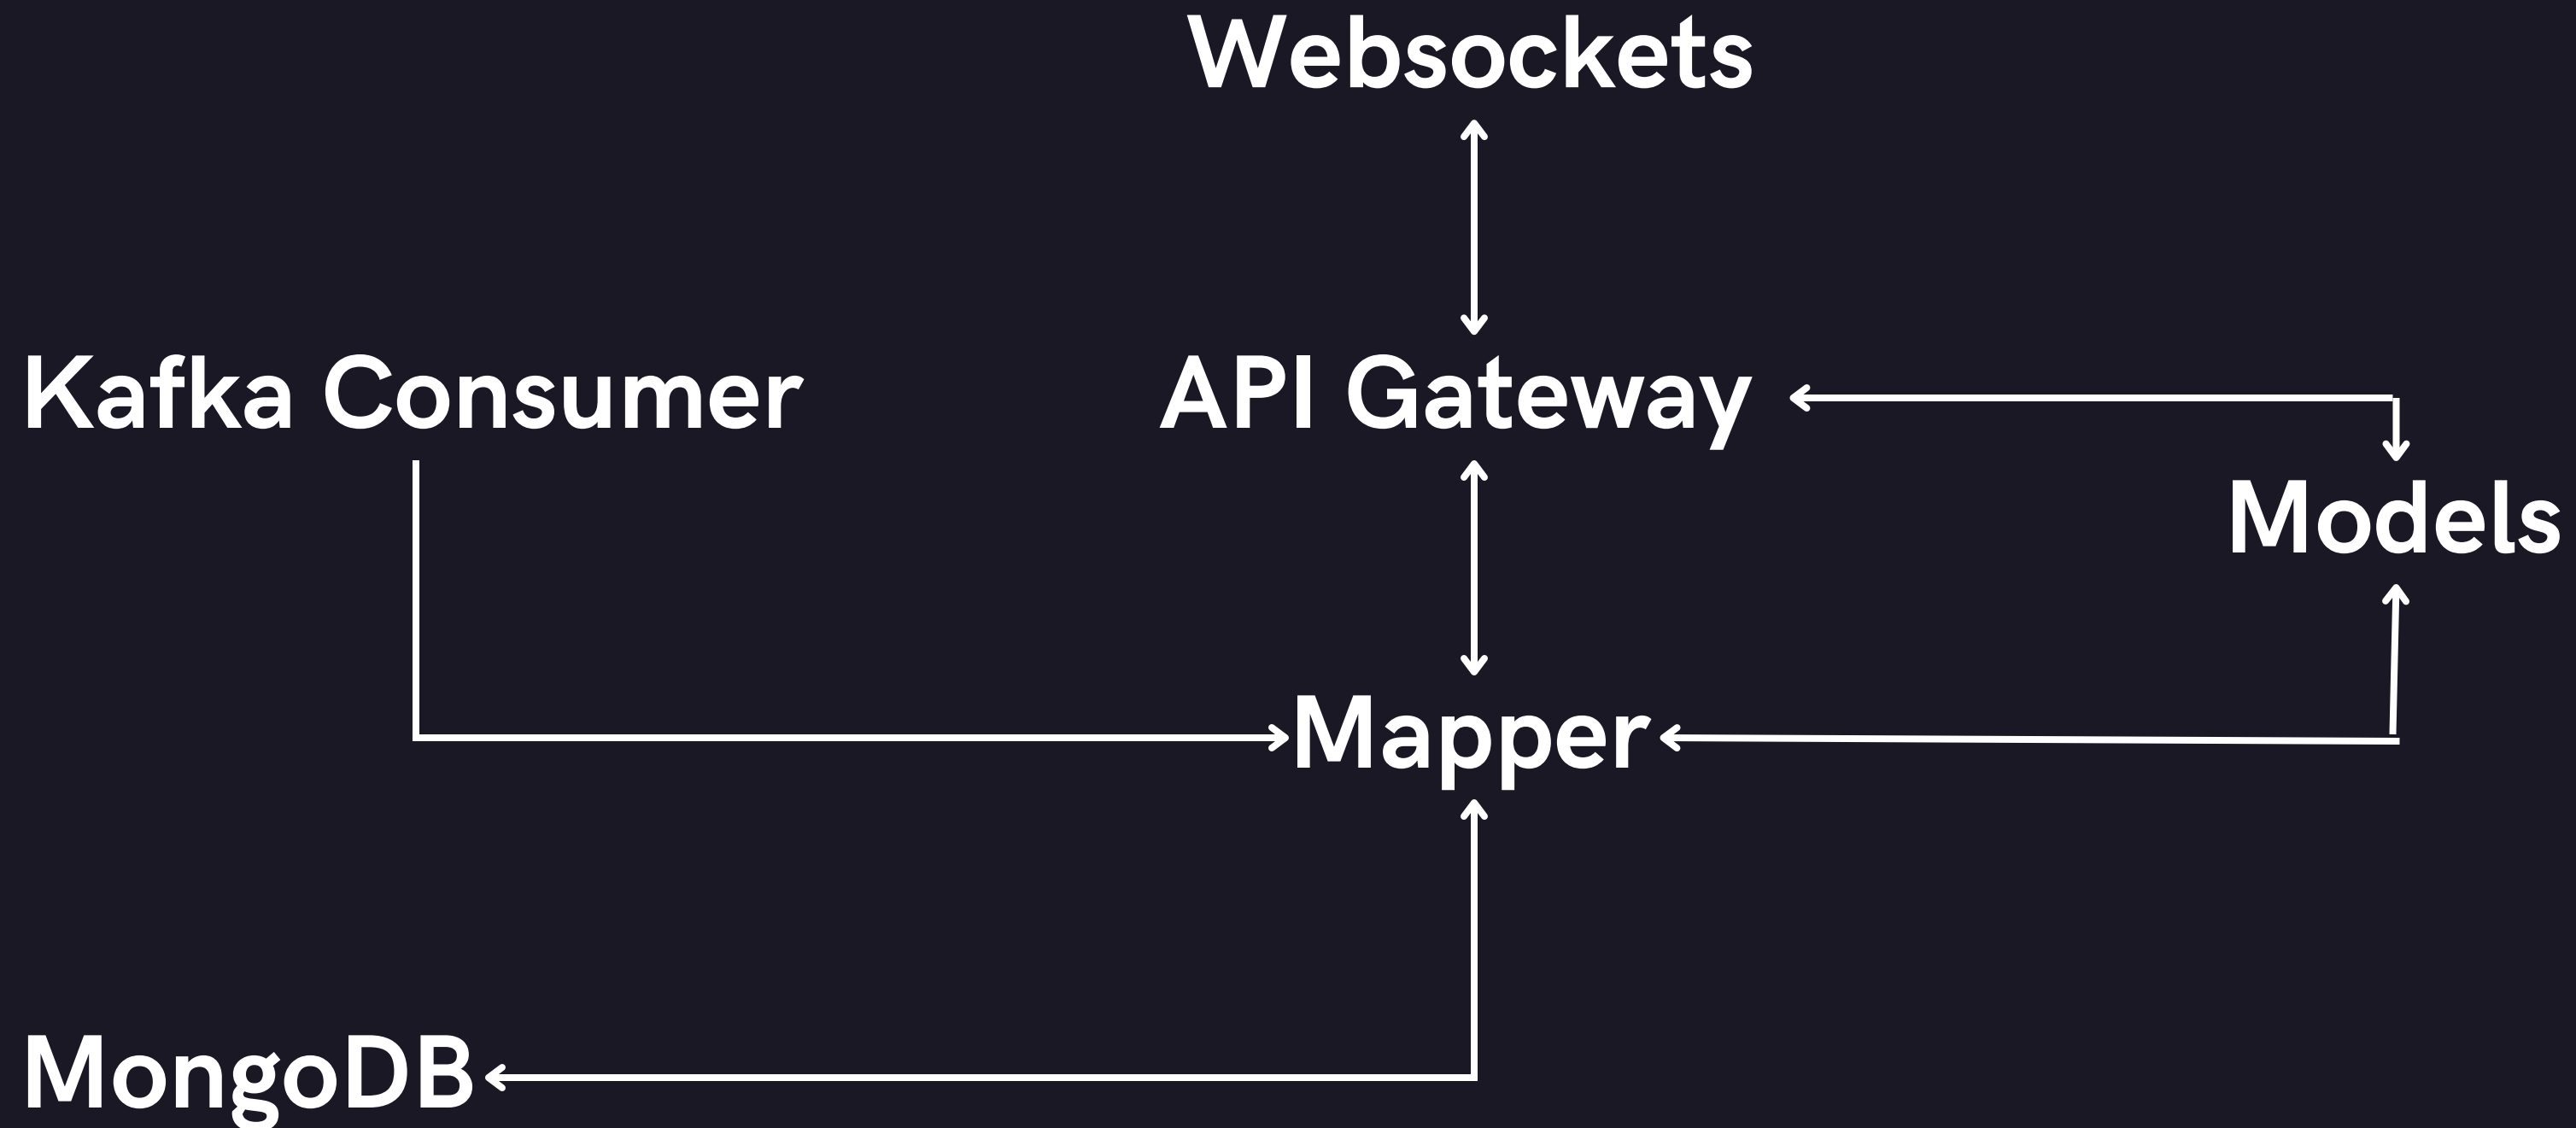 Websockets
Kafka Consumer
API Gateway
Models
Mapper
MongoDB